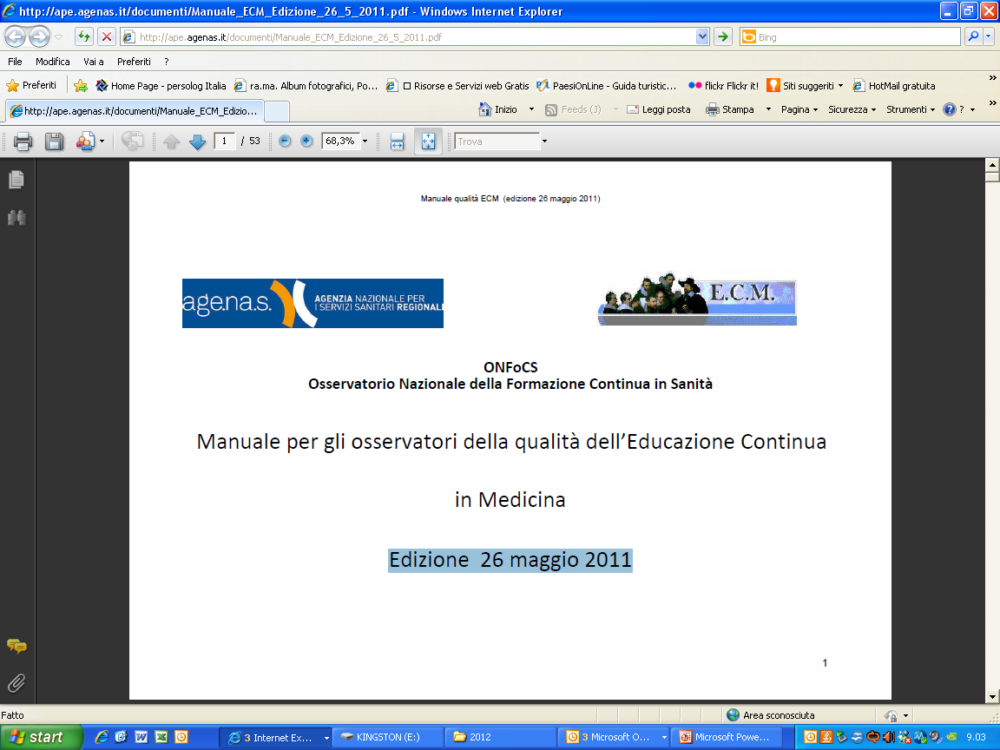 http://ape.agenas.it/documenti/Manuale_ECM_Edizione_26_5_2011.pdf - Windows Internet Explorer
http://ape.agenas.it/documenti/Manuale_ECM_Edizione_26_5_2011.pdf
Bing
File Modifica Vai a Preferiti ?
Preferiti Home Page - persolog Italia ra.ma. Album fotografici, Po... Risorse e Servizi web Gratis PaesiOnLine - Guida turistic... flickr Flickr it! Siti suggeriti HotMail gratuita
http://ape.agenas.it/documenti/Manuale_ECM_Edizio...
Inizio Feeds (J) Leggi posta Stampa Pagina Sicurezza Strumenti ?
1 / 53 68,3% Trova
Manuale qualità ECM (edizione 26 maggio 2011)
age.na.s. AGENZIA NAZIONALE PER
I SERVIZI SANITARI REGIONALI
E.C.M.
ONFoCS
Osservatorio Nazionale della Formazione Continua in Sanità
Manuale per gli osservatori della qualità dell’Educazione Continua
in Medicina
Edizione 26 maggio 2011
1
Fatto Area sconosciuta
start 3 Internet Ex... KINGSTON (E:) 2012 3 Microsoft O... Microsoft Powe... 9.03